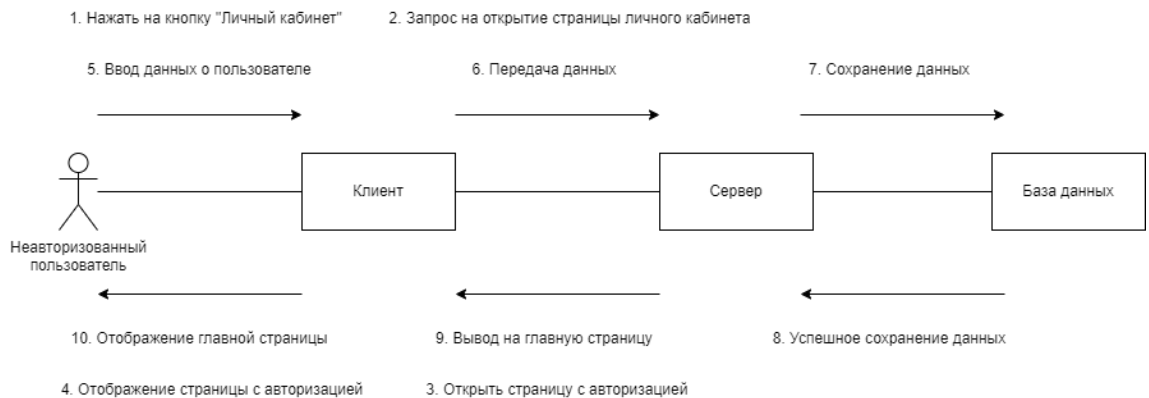 1. Нажать на кнопку "Личный кабинет"
2. Запрос на открытие страницы личного кабинета
5. Ввод данных о пользователе
6. Передача данных
7. Сохранение данных
Клиент
Сервер
База данных
Неавторизованный
пользователь
10. Отображение главной страницы
9. Вывод на главную страницу
8. Успешное сохранение данных
4. Отображение страницы с авторизацией
3. Открыть страницу с авторизацией